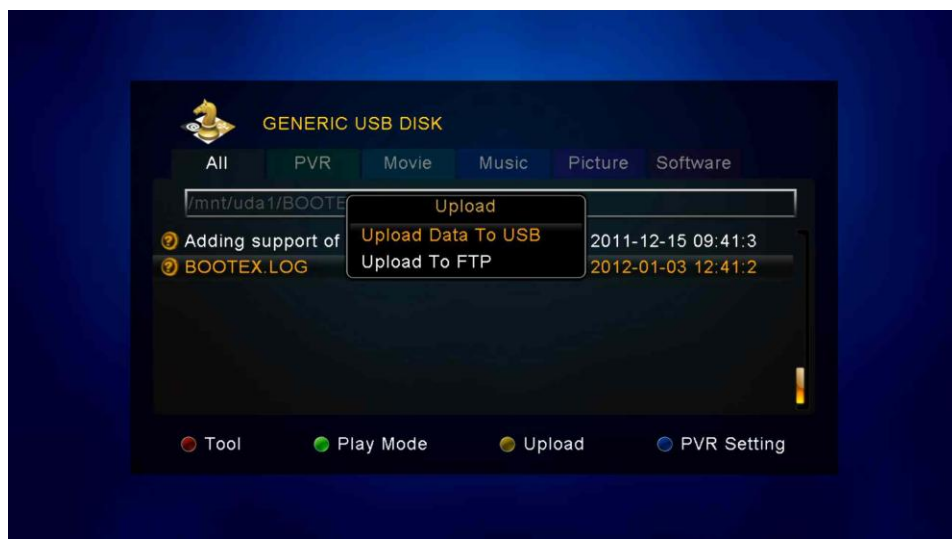 GENERIC USB DISK
All PVR Movie Music Picture Software
/mnt/uda1/BOOTE
Upload
Upload Data To USB
Upload To FTP
Adding support of 2011-12-15 09:41:3
BOOTEX.LOG 2012-01-03 12:41:2
Tool Play Mode Upload PVR Setting